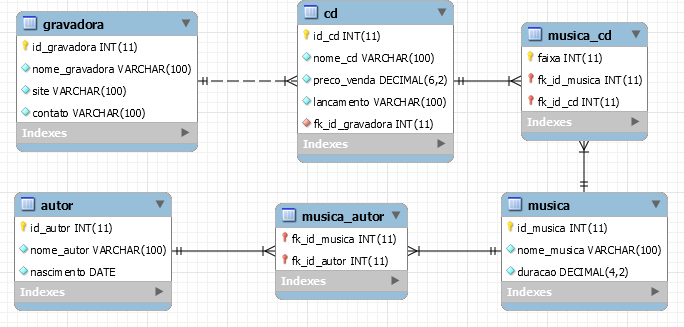 gravadora
id_gravadora INT(11)
nome_gravadora VARCHAR(100)
site VARCHAR(100)
contato VARCHAR(100)
Indexes
cd
id_cd INT(11)
nome_cd VARCHAR(100)
preco_venda DECIMAL(6,2)
lancamento VARCHAR(100)
fk_id_gravadora INT(11)
Indexes
musica_cd
faixa INT(11)
fk_id_musica INT(11)
fk_id_cd INT(11)
Indexes
autor
id_autor INT(11)
nome_autor VARCHAR(100)
nascimento DATE
Indexes
musica_autor
fk_id_musica INT(11)
fk_id_autor INT(11)
Indexes
musica
id_musica INT(11)
nome_musica VARCHAR(100)
duracao DECIMAL(4,2)
Indexes